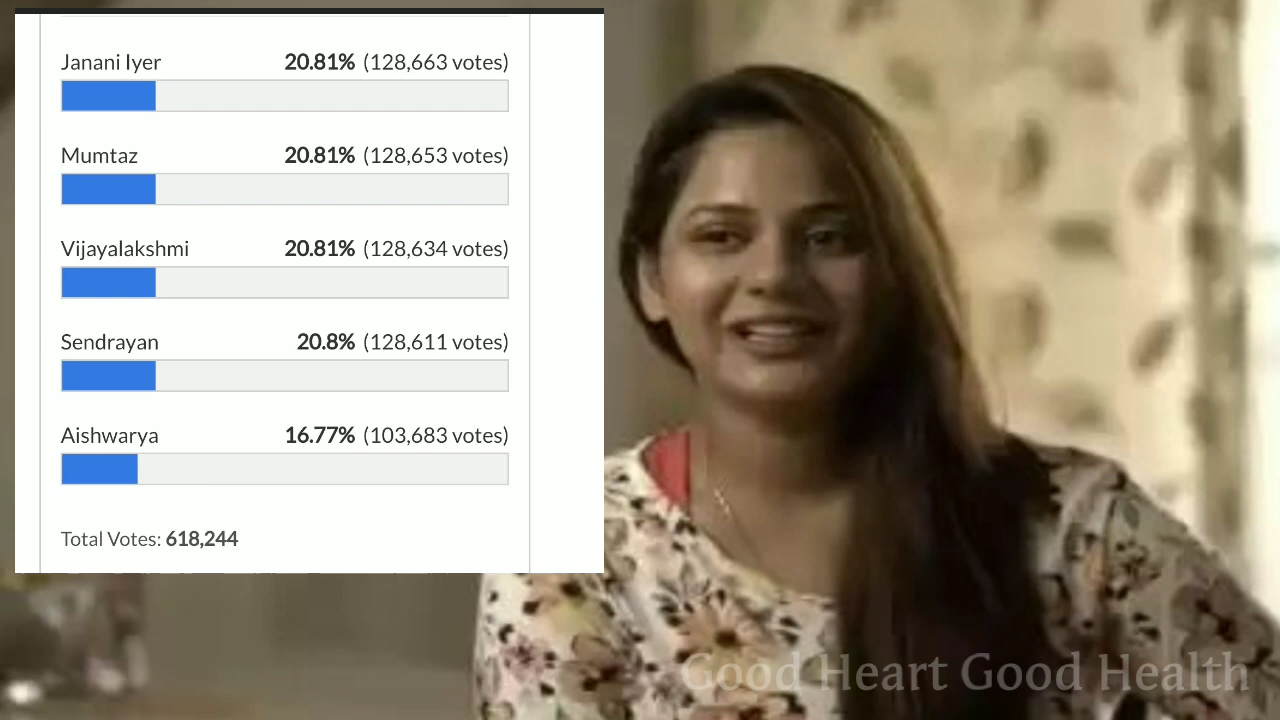 Janani Iyer 20.81% (128,663 votes)
Mumtaz 20.81% (128,653 votes)
Vijayalakshmi 20.81% (128,634 votes)
Sendrayan 20.8% (128,611 votes)
Aishwarya 16.77% (103,683 votes)
Total Votes: 618,244
Good Heart Good Health